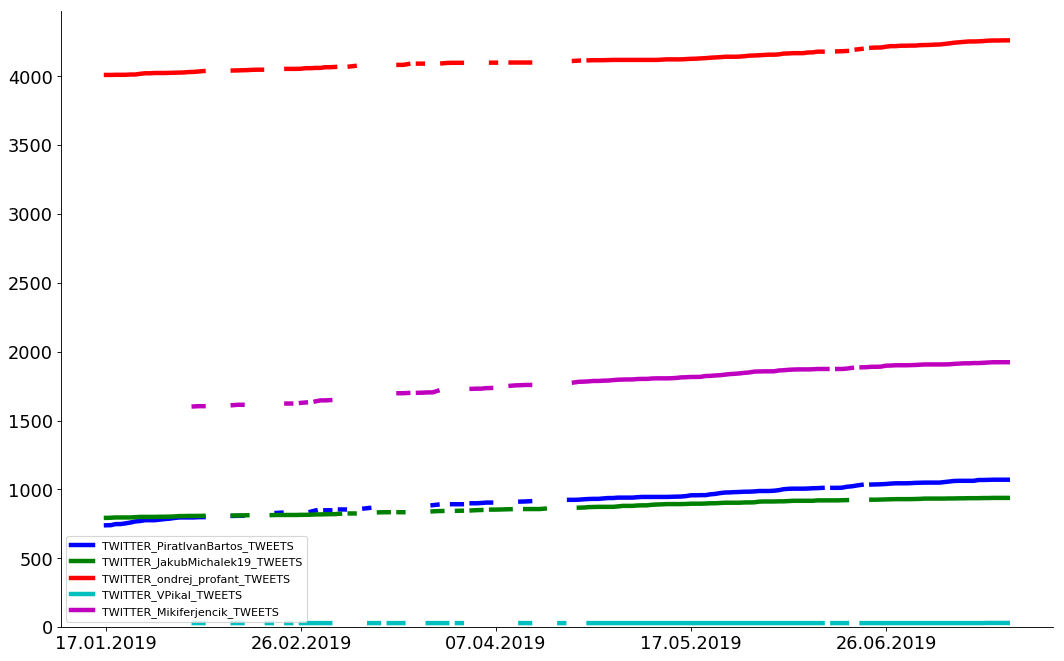 4000
3500
3000
2500
2000
1500
1000
500
0
TWITTER_PiratIvanBartos_TWEETS
TWITTER_JakubMichalek19_TWEETS
TWITTER_ondrej_profant_TWEETS
TWITTER_VPikal_TWEETS
TWITTER_Mikiferjencik_TWEETS
17.01.2019 26.02.2019 07.04.2019 17.05.2019 26.06.2019